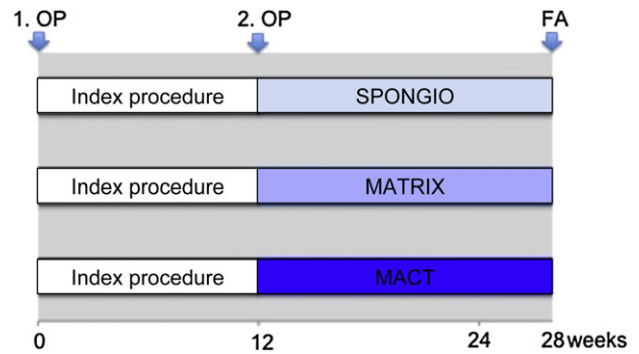 1. OP 2. OP FA
Index procedure SPONGIO
Index procedure MATRIX
Index procedure MACT
0 12 24 28 weeks